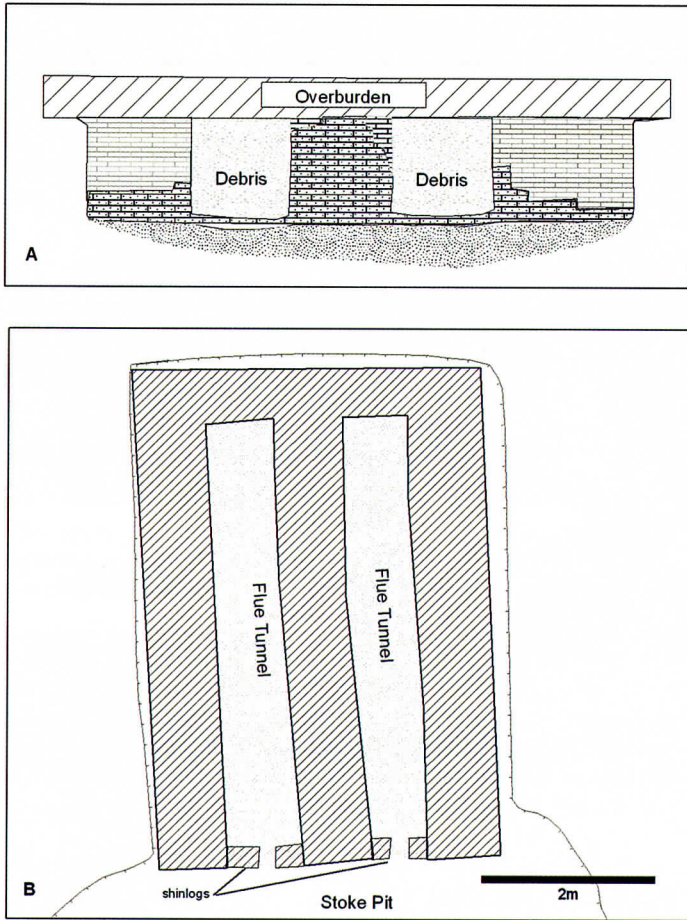 Overburden
Debris
Debris
A
Flue Tunnel
Flue Tunnel
shinlogs
B
Stoke Pit
2m